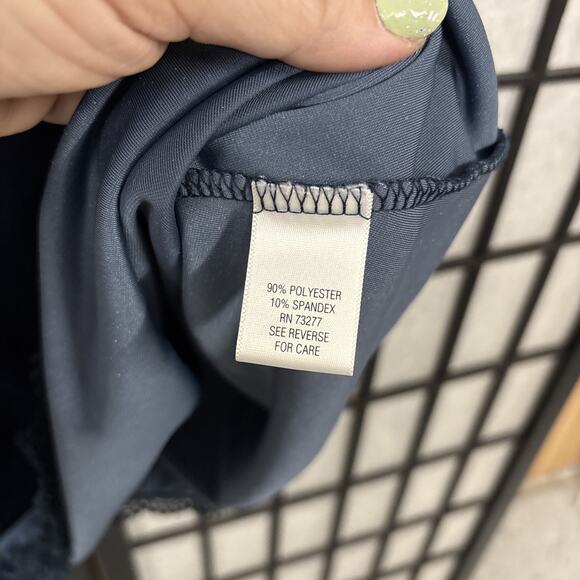 90% POLYESTER
10% SPANDEX
RN 73277
SEE REVERSE
FOR CARE